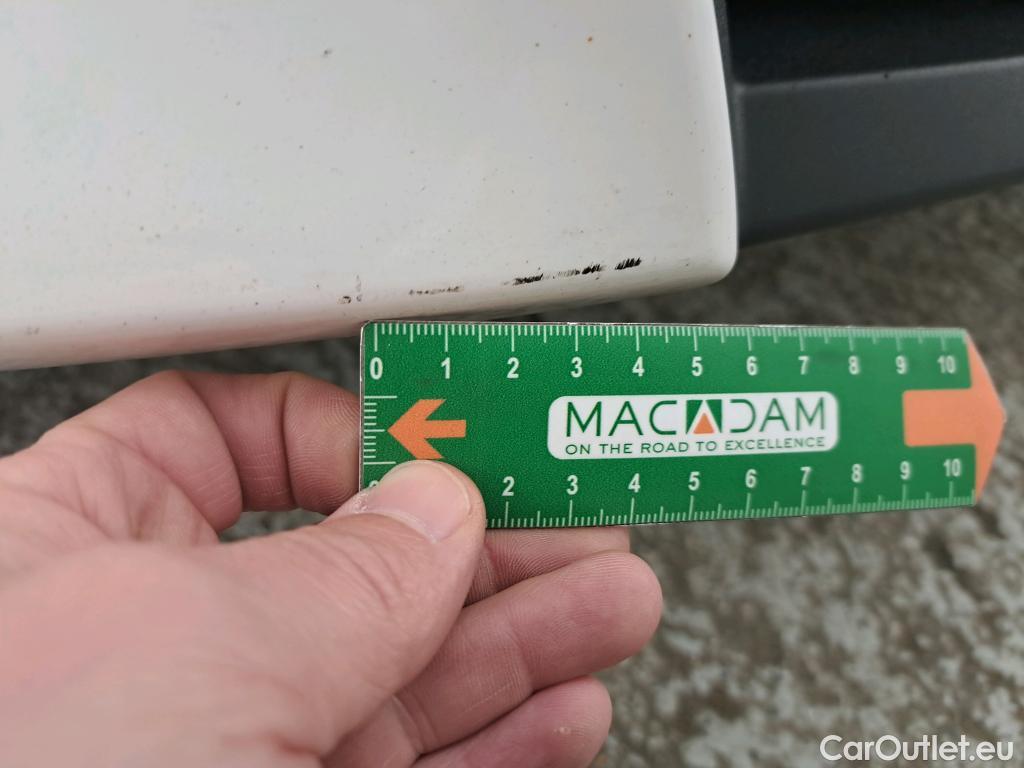 0 1 2 3 4 5 6 7 8 9 10
MACADAM
ON THE ROAD TO EXCELLENCE
2 3 4 5 6 7 8 9 10
CarOutlet.eu